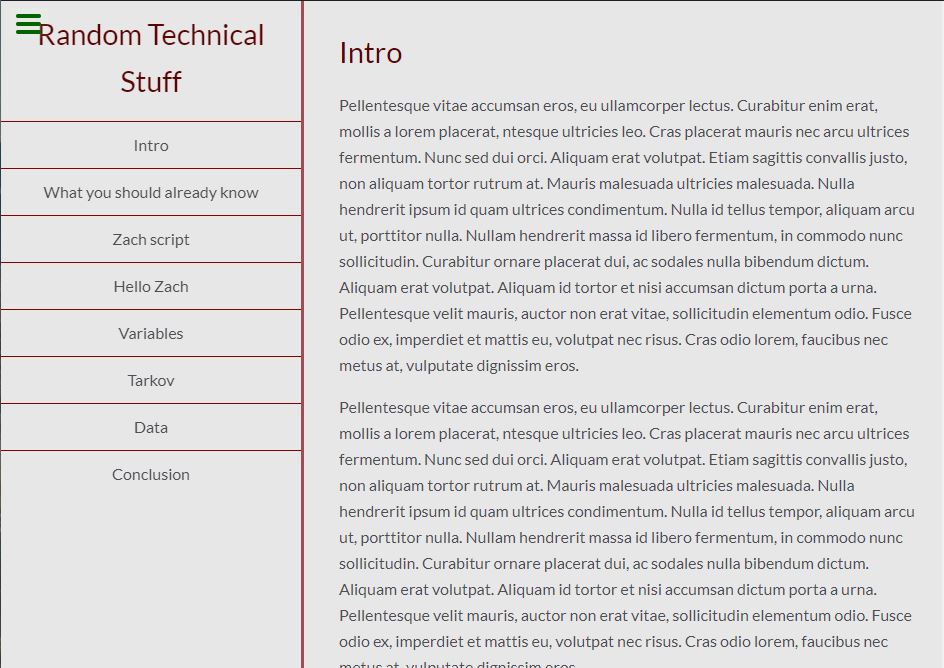 Random Technical
Stuff
Intro
What you should already know
Zach script
Hello Zach
Variables
Tarkov
Data
Conclusion
Intro
Pellentesque vitae accumsan eros, eu ullamcorper lectus. Curabitur enim erat,
mollis a lorem placerat, ntesque ultricies leo. Cras placerat mauris nec arcu ultrices
fermentum. Nunc sed dui orci. Aliquam erat volutpat. Etiam sagittis convallis justo,
non aliquam tortor rutrum at. Mauris malesuada ultricies malesuada. Nulla
hendrerit ipsum id quam ultrices condimentum. Nulla id tellus tempor, aliquam arcu
ut, porttitor nulla. Nullam hendrerit massa id libero fermentum, in commodo nunc
sollicitudin. Curabitur ornare placerat dui, ac sodales nulla bibendum dictum.
Aliquam erat volutpat. Aliquam id tortor et nisi accumsan dictum porta a urna.
Pellentesque velit mauris, auctor non erat vitae, sollicitudin elementum odio. Fusce
odio ex, imperdiet et mattis eu, volutpat nec risus. Cras odio lorem, faucibus nec
metus at, vulputate dignissim eros.
Pellentesque vitae accumsan eros, eu ullamcorper lectus. Curabitur enim erat,
mollis a lorem placerat, ntesque ultricies leo. Cras placerat mauris nec arcu ultrices
fermentum. Nunc sed dui orci. Aliquam erat volutpat. Etiam sagittis convallis justo,
non aliquam tortor rutrum at. Mauris malesuada ultricies malesuada. Nulla
hendrerit ipsum id quam ultrices condimentum. Nulla id tellus tempor, aliquam arcu
ut, porttitor nulla. Nullam hendrerit massa id libero fermentum, in commodo nunc
sollicitudin. Curabitur ornare placerat dui, ac sodales nulla bibendum dictum.
Aliquam erat volutpat. Aliquam id tortor et nisi accumsan dictum porta a urna.
Pellentesque velit mauris, auctor non erat vitae, sollicitudin elementum odio. Fusce
odio ex, imperdiet et mattis eu, volutpat nec risus. Cras odio lorem, faucibus nec
metus at, vulputate dignissim eros.